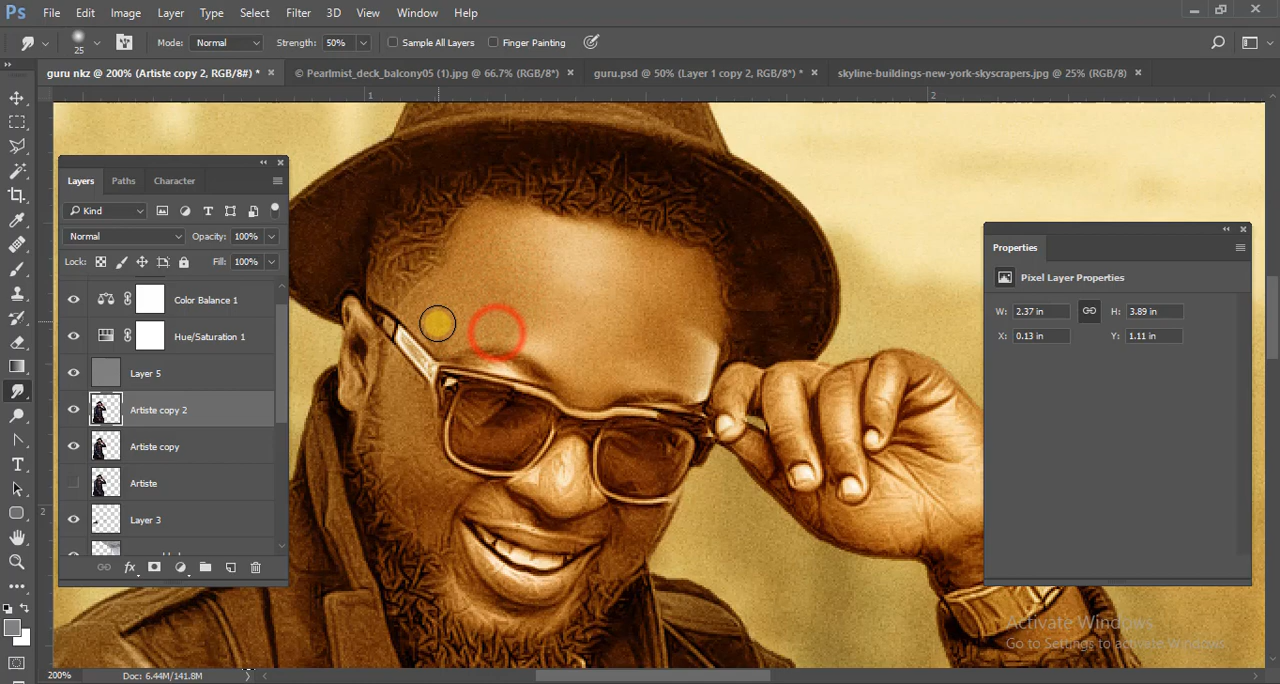 Ps File Edit Image Layer Type Select Filter 3D View Window Help
25 Mode: Normal Strength: 50% Sample All Layers Finger Painting
guru nkz @ 200% (Artiste copy 2, RGB/8#) * × © Pearlmist_deck_balcony05 (1).jpg @ 66.7% (RGB/8*) × guru.psd @ 50% (Layer 1 copy 2, RGB/8*) * × skyline-buildings-new-york-skyscrapers.jpg @ 25% (RGB/8) ×
1 2
Layers Paths Character
Kind
Normal Opacity: 100%
Lock: Fill: 100%
Color Balance 1
Hue/Saturation 1
Layer 5
Artiste copy 2
Artiste copy
Artiste
Layer 3
fx
2
Properties
Pixel Layer Properties
W: 2.37 in H: 3.89 in
X: 0.13 in Y: 1.11 in
Activate Windows
Go to Settings to activate Windows.
200% Doc: 6.44M/141.8M